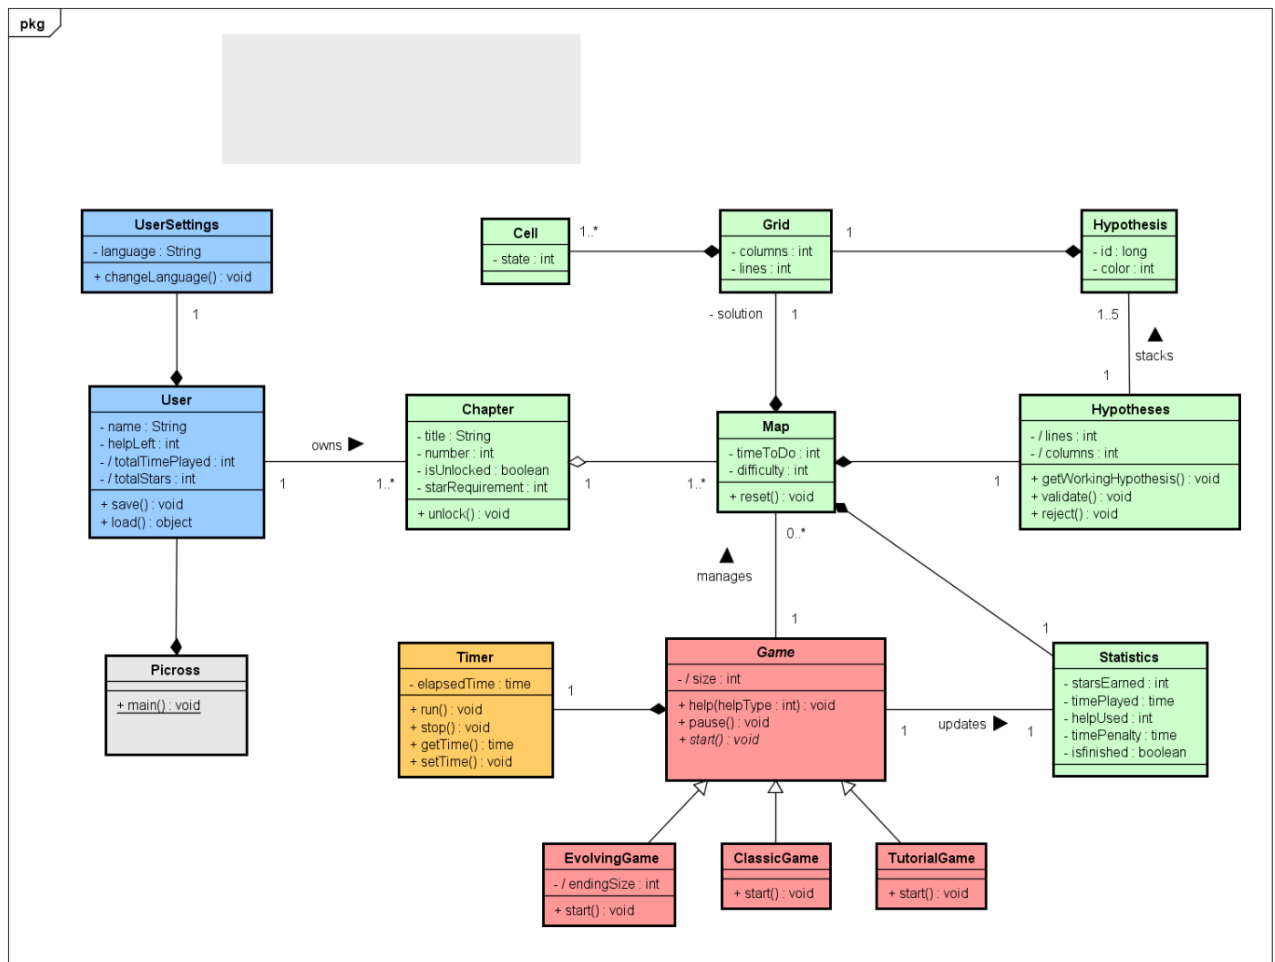 pkg
UserSettings
- language : String
+ changeLanguage() : void
1
Cell
- state : int
1..*
Grid
- columns : int
- lines : int
1
Hypothesis
- id : long
- color : int
- solution
1
1..5
stacks
1
User
- name : String
- helpLeft : int
- / totalTimePlayed : int
- / totalStars : int
+ save() : void
+ load() : object
owns
1
1..*
Chapter
- title : String
- number : int
- isUnlocked : boolean
- starRequirement : int
+ unlock() : void
1
1..*
Map
- timeToDo : int
- difficulty : int
+ reset() : void
1
Hypotheses
- / lines : int
- / columns : int
+ getWorkingHypothesis() : void
+ validate() : void
+ reject() : void
0..*
manages
1
1
Picross
+ main() : void
Timer
- elapsedTime : time
+ run() : void
+ stop() : void
+ getTime() : time
+ setTime() : void
1
Game
- / size : int
+ help(helpType : int) : void
+ pause() : void
+ start() : void
1
updates
1
Statistics
- starsEarned : int
- timePlayed : time
- helpUsed : int
- timePenalty : time
- isfinished : boolean
EvolvingGame
- / endingSize : int
+ start() : void
ClassicGame
+ start() : void
TutorialGame
+ start() : void